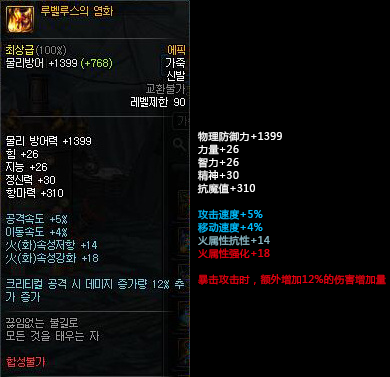 루벨루스의 염화
최상급(100%) 에픽
물리방어 +1399 (+768) 가죽
신발
교환불가
레벨제한 90
물리 방어력 +1399
힘 +26
지능 +26
정신력 +30
항마력 +310
공격속도 +5%
이동속도 +4%
火(화)속성저항 +14
火(화)속성강화 +18
크리티컬 공격 시 데미지 증가량 12% 추
가 증가
끊임없는 불길로
모든 것을 태우는 자
합성불가
物理防御力+1399
力量+26
智力+26
精神+30
抗魔值+310
攻击速度+5%
移动速度+4%
火属性抗性+14
火属性强化+18
暴击攻击时，额外增加12%的伤害增加量